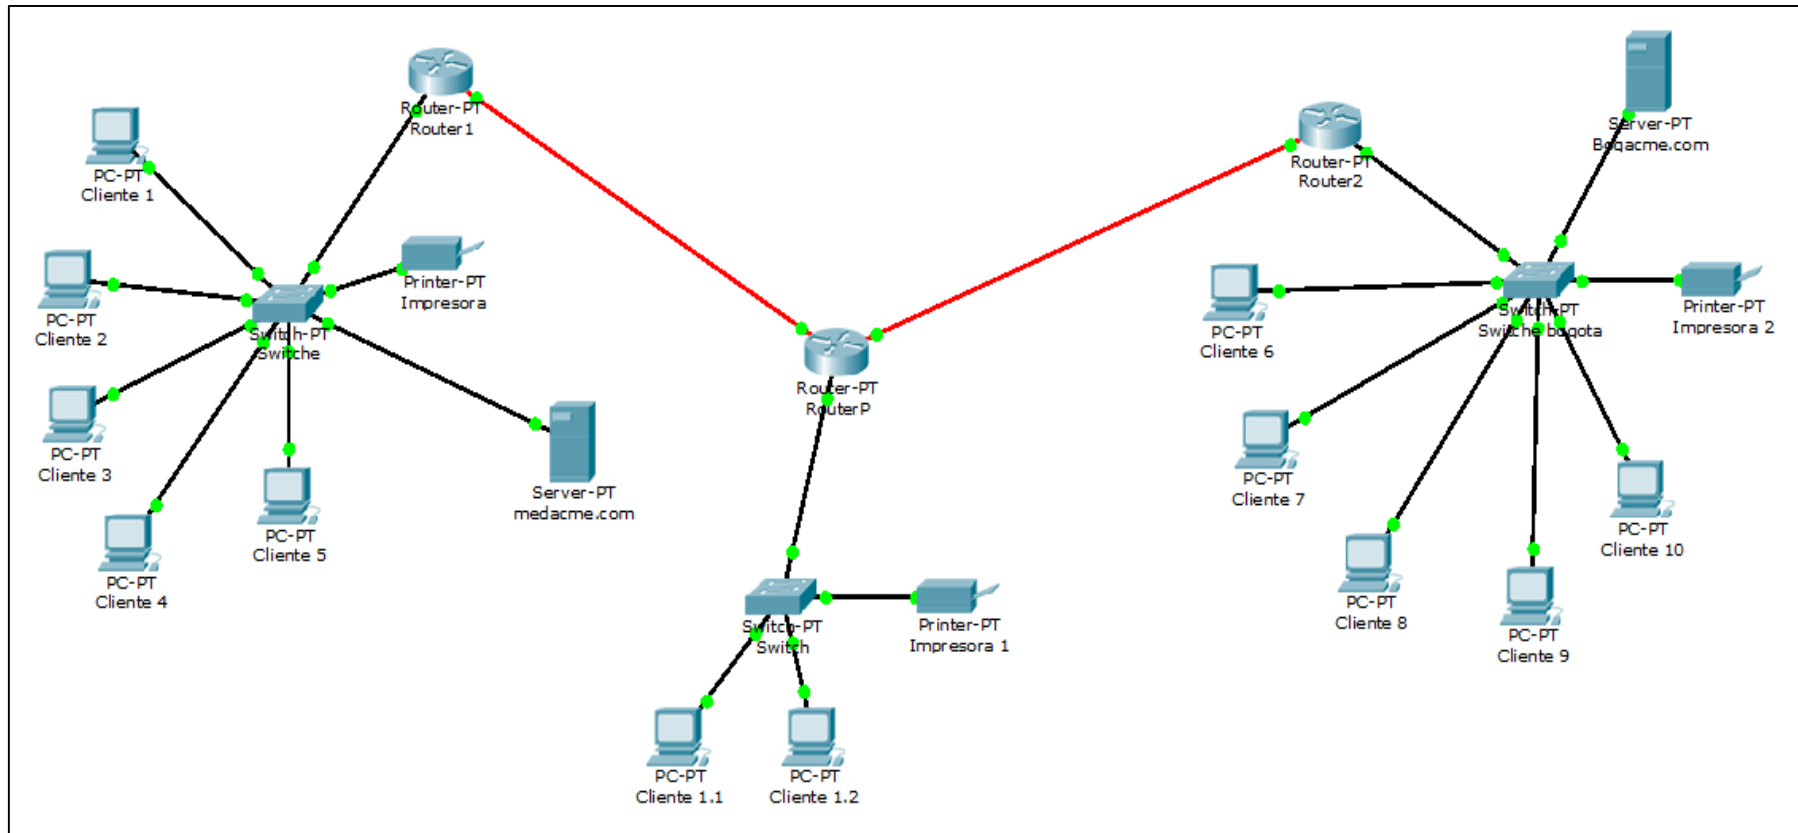 Router-PT
Router1
PC-PT
Cliente 1
Printer-PT
Impresora
PC-PT
Cliente 2
Switch-PT
Switche
PC-PT
Cliente 3
PC-PT
Cliente 4
PC-PT
Cliente 5
Server-PT
medacme.com
Router-PT
RouterP
Switch-PT
Switch
Printer-PT
Impresora 1
PC-PT
Cliente 1.1
PC-PT
Cliente 1.2
Router-PT
Router2
Server-PT
Bogacme.com
PC-PT
Cliente 6
Switch-PT
Switche bogota
Printer-PT
Impresora 2
PC-PT
Cliente 7
PC-PT
Cliente 8
PC-PT
Cliente 9
PC-PT
Cliente 10